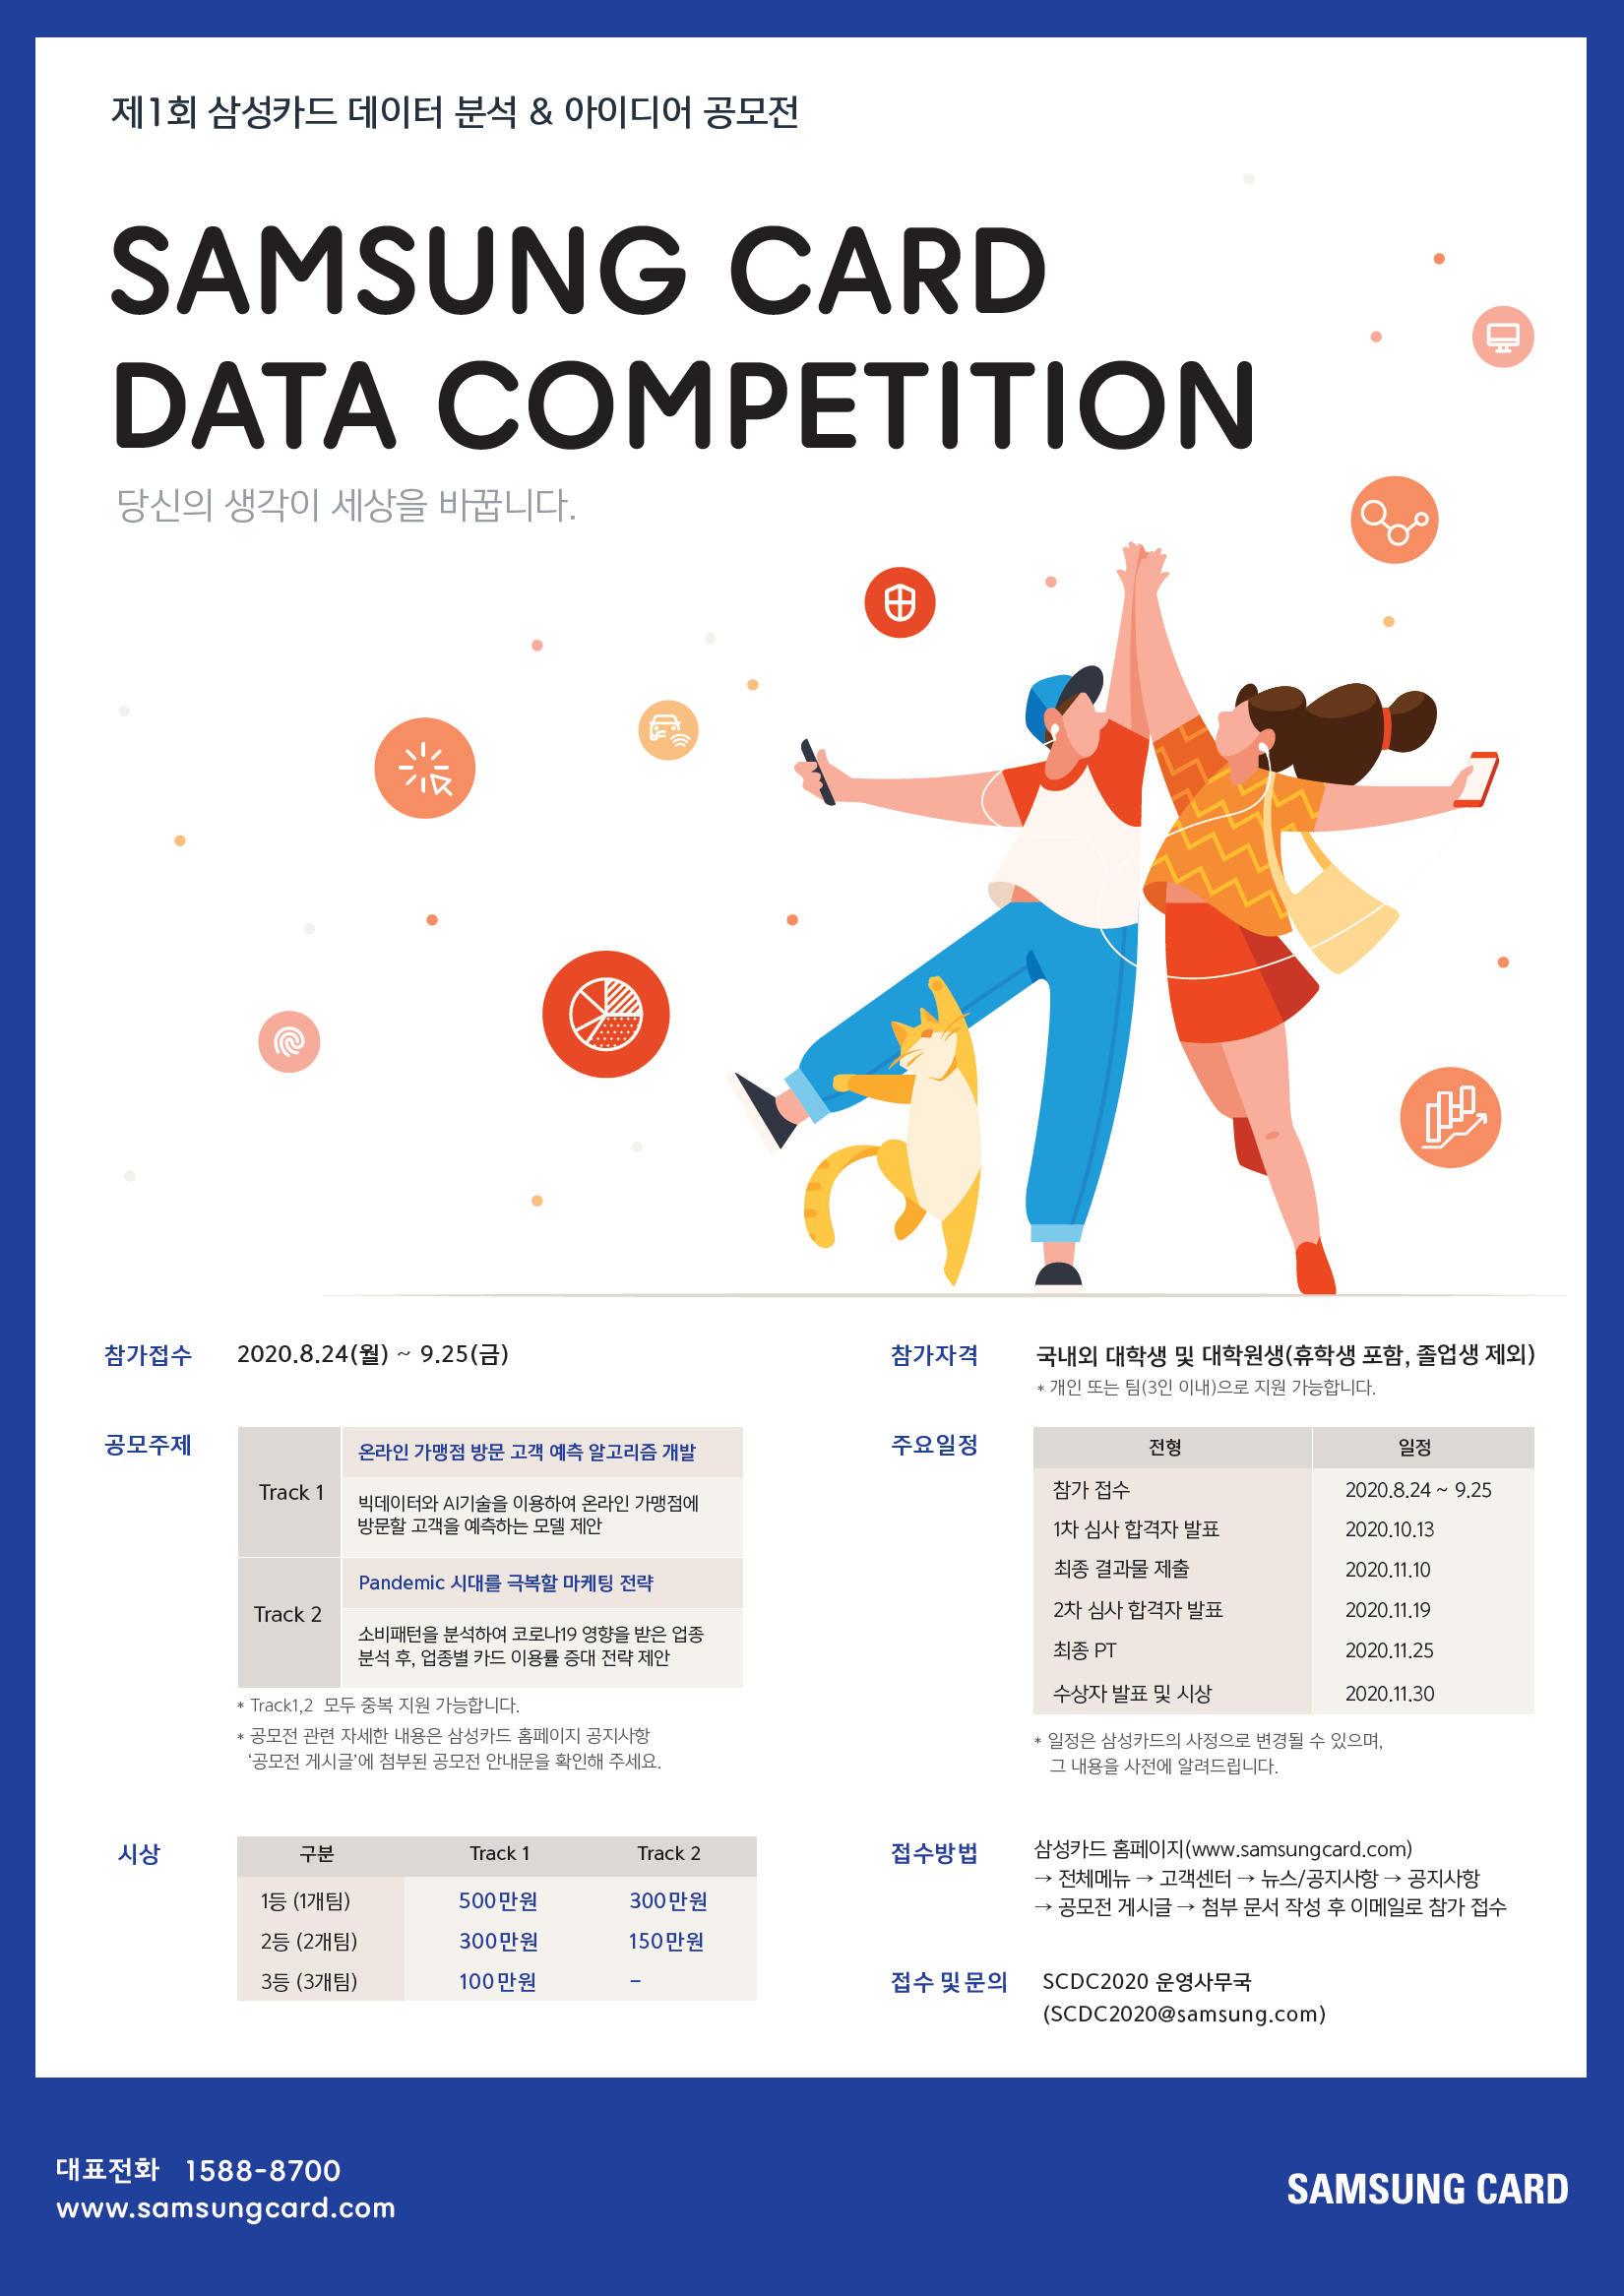 제1회 삼성카드 데이터 분석 & 아이디어 공모전
SAMSUNG CARD
DATA COMPETITION
당신의 생각이 세상을 바꿉니다.
참가접수 2020.8.24(월) ~ 9.25(금)
공모주제
Track 1
온라인 가맹점 방문 고객 예측 알고리즘 개발
빅데이터와 AI기술을 이용하여 온라인 가맹점에
방문할 고객을 예측하는 모델 제안
Track 2
Pandemic 시대를 극복할 마케팅 전략
소비패턴을 분석하여 코로나19 영향을 받은 업종
분석 후, 업종별 카드 이용률 증대 전략 제안
* Track1,2 모두 중복 지원 가능합니다.
* 공모전 관련 자세한 내용은 삼성카드 홈페이지 공지사항
‘공모전 게시글’에 첨부된 공모전 안내문을 확인해 주세요.
시상
구분 Track 1 Track 2
1등 (1개팀) 500만원 300만원
2등 (2개팀) 300만원 150만원
3등 (3개팀) 100만원 –
참가자격 국내외 대학생 및 대학원생(휴학생 포함, 졸업생 제외)
* 개인 또는 팀(3인 이내)으로 지원 가능합니다.
주요일정
전형 일정
참가 접수 2020.8.24 ~ 9.25
1차 심사 합격자 발표 2020.10.13
최종 결과물 제출 2020.11.10
2차 심사 합격자 발표 2020.11.19
최종 PT 2020.11.25
수상자 발표 및 시상 2020.11.30
* 일정은 삼성카드의 사정으로 변경될 수 있으며,
그 내용을 사전에 알려드립니다.
접수방법 삼성카드 홈페이지(www.samsungcard.com)
→ 전체메뉴 → 고객센터 → 뉴스/공지사항 → 공지사항
→ 공모전 게시글 → 첨부 문서 작성 후 이메일로 참가 접수
접수 및 문의 SCDC2020 운영사무국
(SCDC2020@samsung.com)
대표전화 1588-8700
www.samsungcard.com
SAMSUNG CARD